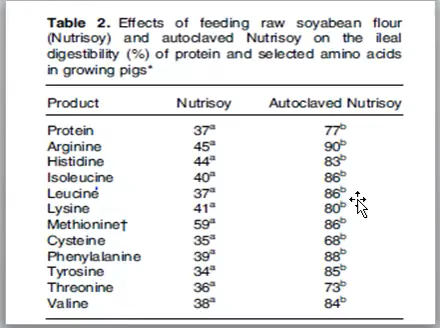 Table 2. Effects of feeding raw soyabean flour
(Nutrisoy) and autoclaved Nutrisoy on the ileal
digestibility (%) of protein and selected amino acids
in growing pigs*
Product Nutrisoy Autoclaved Nutrisoy
Protein 37a 77b
Arginine 45a 90b
Histidine 44a 83b
Isoleucine 40a 86b
Leucine 37a 86b
Lysine 41a 80b
Methionine† 59a 86b
Cysteine 35a 68b
Phenylalanine 39a 88b
Tyrosine 34a 85b
Threonine 36a 73b
Valine 38a 84b